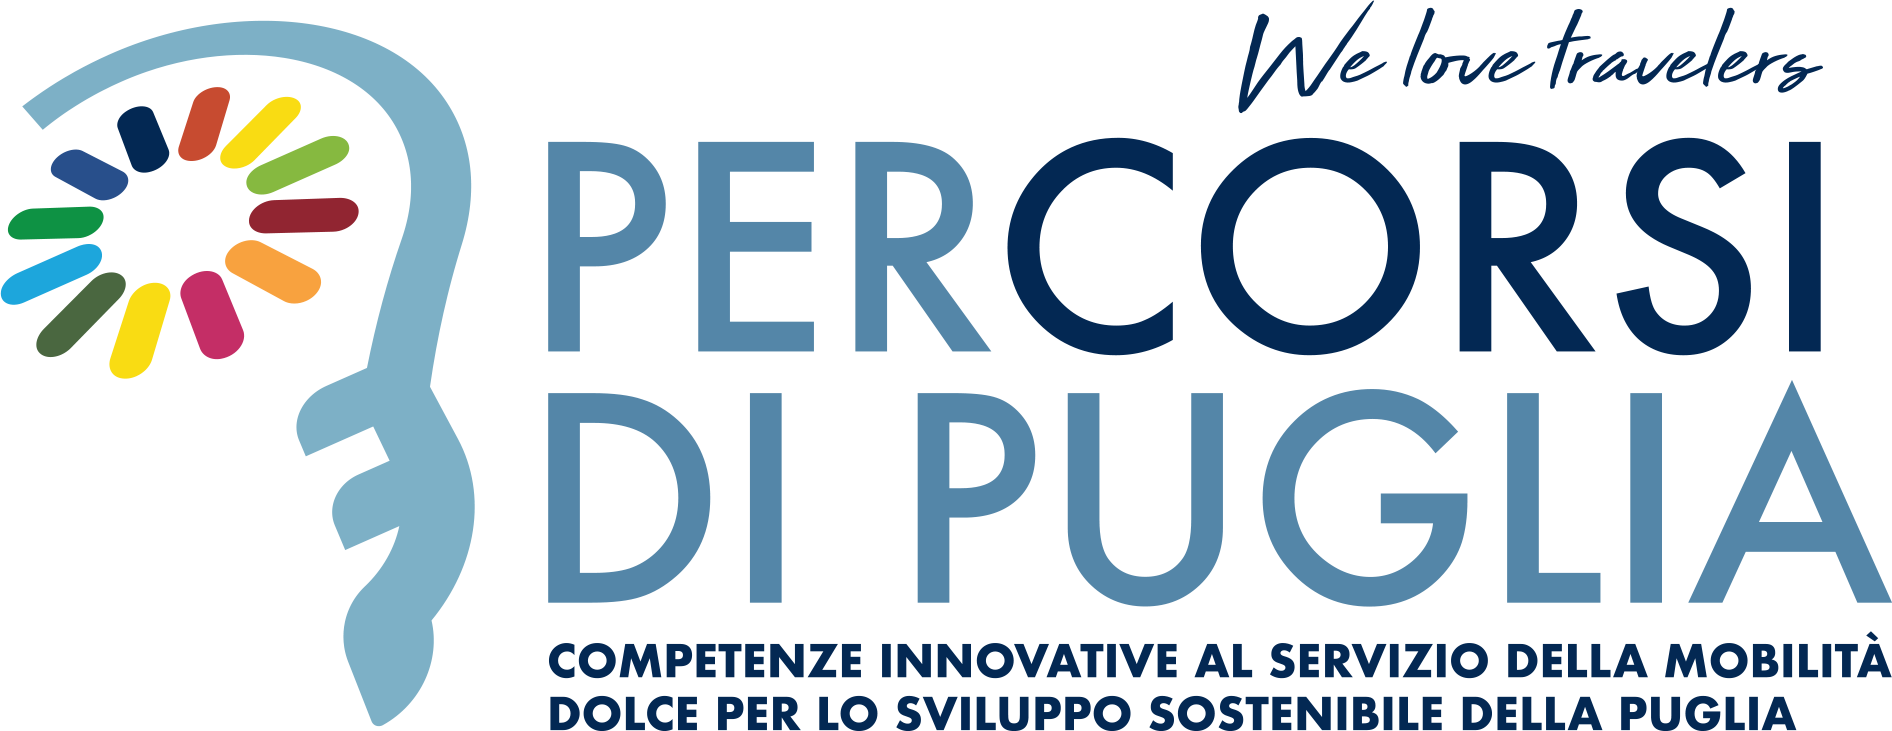 We love travelers
PERCORSI
DI PUGLIA
COMPETENZE INNOVATIVE AL SERVIZIO DELLA MOBILITÀ
DOLCE PER LO SVILUPPO SOSTENIBILE DELLA PUGLIA